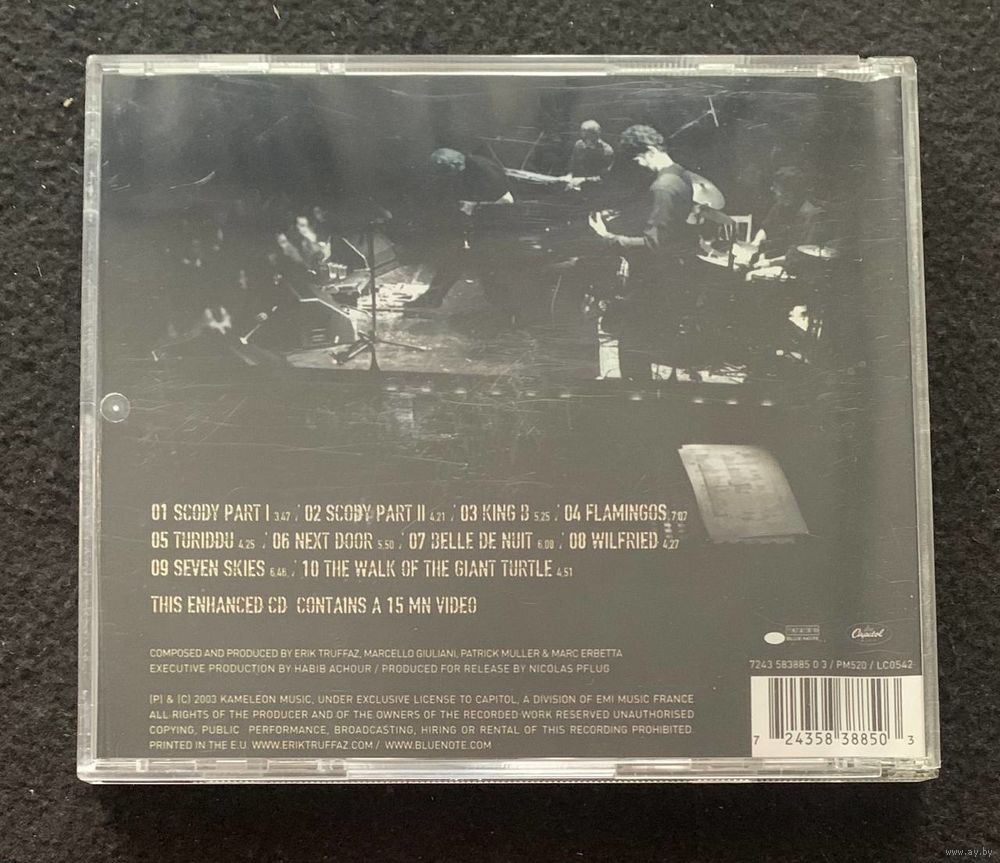 01 SCODY PART I 3.47 / 02 SCODY PART II 4.21 / 03 KING B 5.25 / 04 FLAMINGOS 7.07
05 TURIDDU 4.25 / 06 NEXT DOOR 5.50 / 07 BELLE DE NUIT 6.00 / 08 WILFRIED 4.27
09 SEVEN SKIES 6.46 / 10 THE WALK OF THE GIANT TURTLE 4.51
THIS ENHANCED CD CONTAINS A 15 MN VIDEO
COMPOSED AND PRODUCED BY ERIK TRUFFAZ, MARCELLO GIULIANI, PATRICK MULLER & MARC ERBETTA
EXECUTIVE PRODUCTION BY HABIB ACHOUR / PRODUCED FOR RELEASE BY NICOLAS PFLUG
(P) & (C) 2003 KAMELEON MUSIC, UNDER EXCLUSIVE LICENSE TO CAPITOL, A DIVISION OF EMI MUSIC FRANCE
ALL RIGHTS OF THE PRODUCER AND OF THE OWNERS OF THE RECORDED WORK RESERVED UNAUTHORISED
COPYING, PUBLIC PERFORMANCE, BROADCASTING, HIRING OR RENTAL OF THIS RECORDING PROHIBITED.
PRINTED IN THE E.U. WWW.ERIKTRUFFAZ.COM / WWW.BLUENOTE.COM
Capitol
7243 583885 0 3 / PM520 / LC0542
7 24358 38850 3
www.ay.by